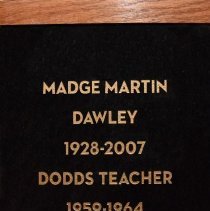 MADGE MARTIN
DAWLEY
1928-2007
DODDS TEACHER
1959-1964